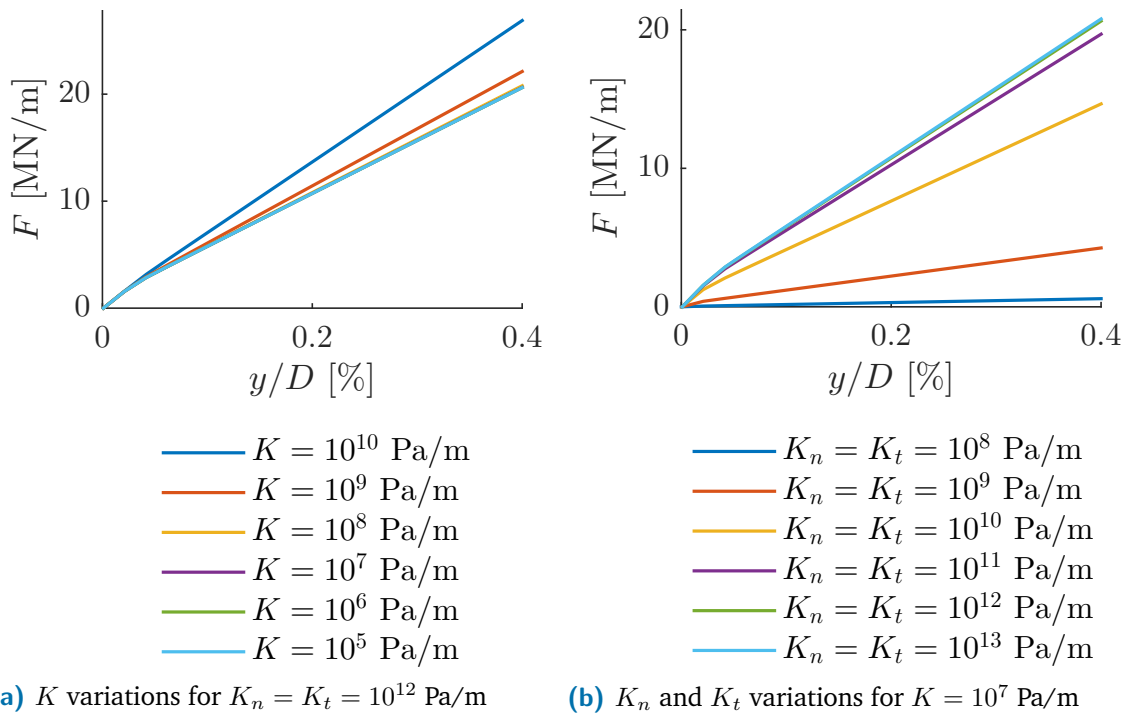 20
10
0
F [MN/m]
0
0.2
0.4
y/D [%]
20
10
0
F [MN/m]
0
0.2
0.4
y/D [%]
K = 10^10 Pa/m
K = 10^9 Pa/m
K = 10^8 Pa/m
K = 10^7 Pa/m
K = 10^6 Pa/m
K = 10^5 Pa/m
K_n = K_t = 10^8 Pa/m
K_n = K_t = 10^9 Pa/m
K_n = K_t = 10^10 Pa/m
K_n = K_t = 10^11 Pa/m
K_n = K_t = 10^12 Pa/m
K_n = K_t = 10^13 Pa/m
a) K variations for K_n = K_t = 10^12 Pa/m
(b) K_n and K_t variations for K = 10^7 Pa/m